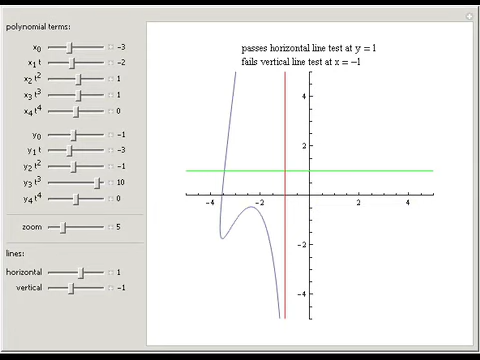 polynomial terms:
x0 -3
x1 t -2
x2 t² 1
x3 t³ 1
x4 t⁴ 0
y0 -1
y1 t -3
y2 t² -1
y3 t³ 10
y4 t⁴ 0
zoom 5
lines:
horizontal 1
vertical -1
passes horizontal line test at y = 1
fails vertical line test at x = -1
2
-4 -2 2 4
-2
-4